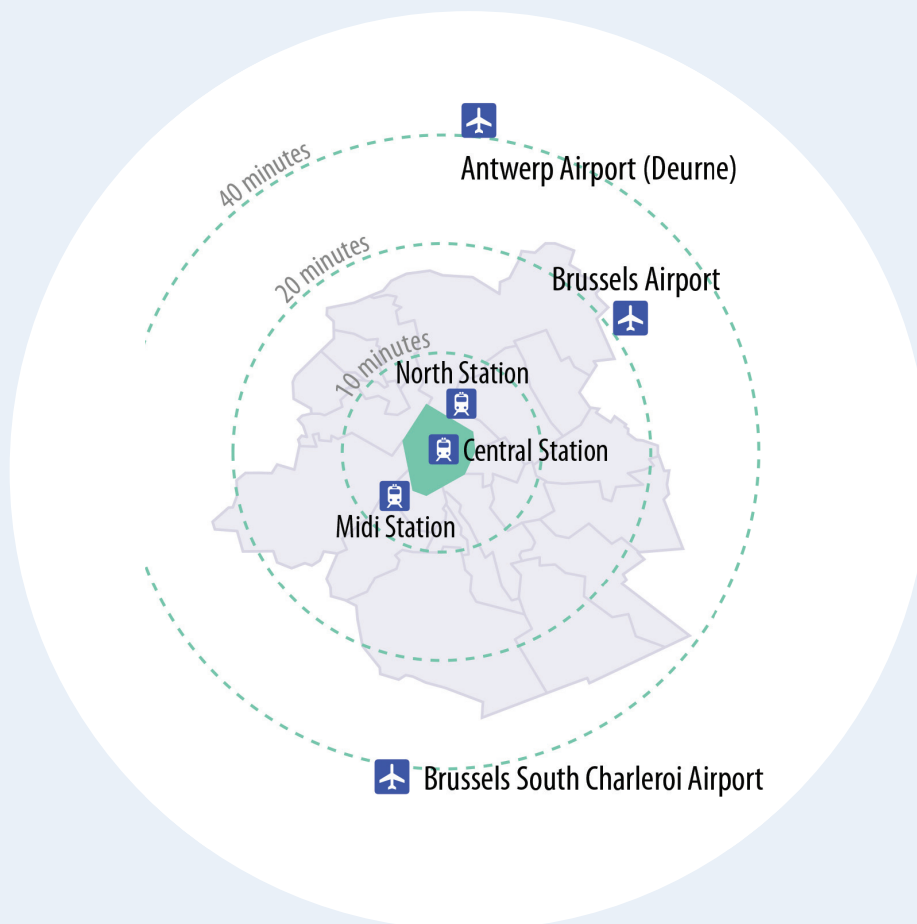 Antwerp Airport (Deurne)
40 minutes
20 minutes
Brussels Airport
10 minutes
North Station
Central Station
Midi Station
Brussels South Charleroi Airport